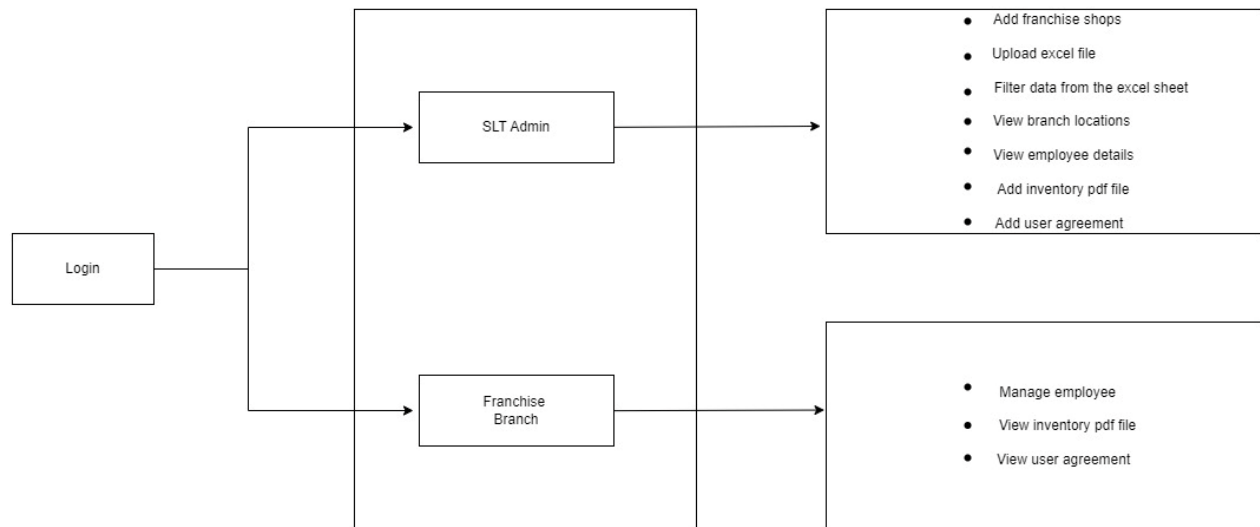 Add franchise shops
Upload excel file
Filter data from the excel sheet
View branch locations
View employee details
Add inventory pdf file
Add user agreement
SLT Admin
Login
Franchise
Branch
Manage employee
View inventory pdf file
View user agreement